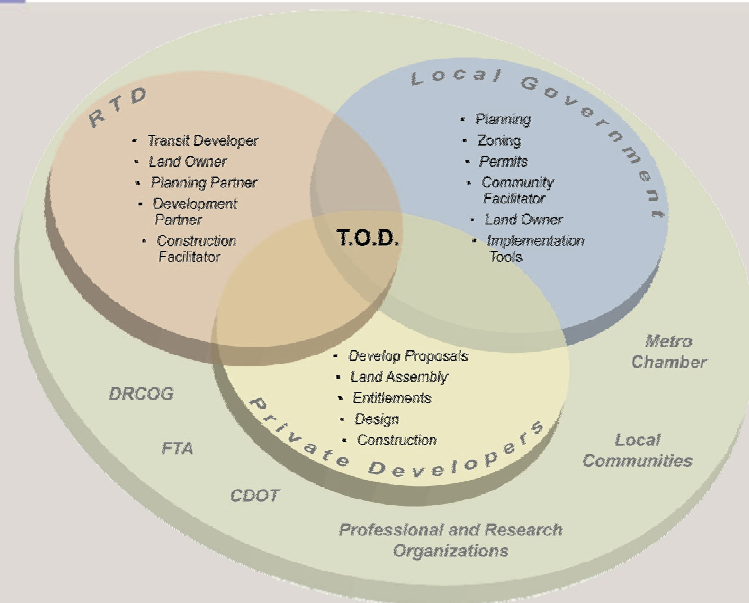 RTD
• Transit Developer
• Land Owner
• Planning Partner
• Development
Partner
• Construction
Facilitator
Local Government
• Planning
• Zoning
• Permits
• Community
Facilitator
• Land Owner
• Implementation
Tools
T.O.D.
• Develop Proposals
• Land Assembly
• Entitlements
• Design
• Construction
Private Developers
DRCOG
FTA
CDOT
Professional and Research
Organizations
Local
Communities
Metro
Chamber